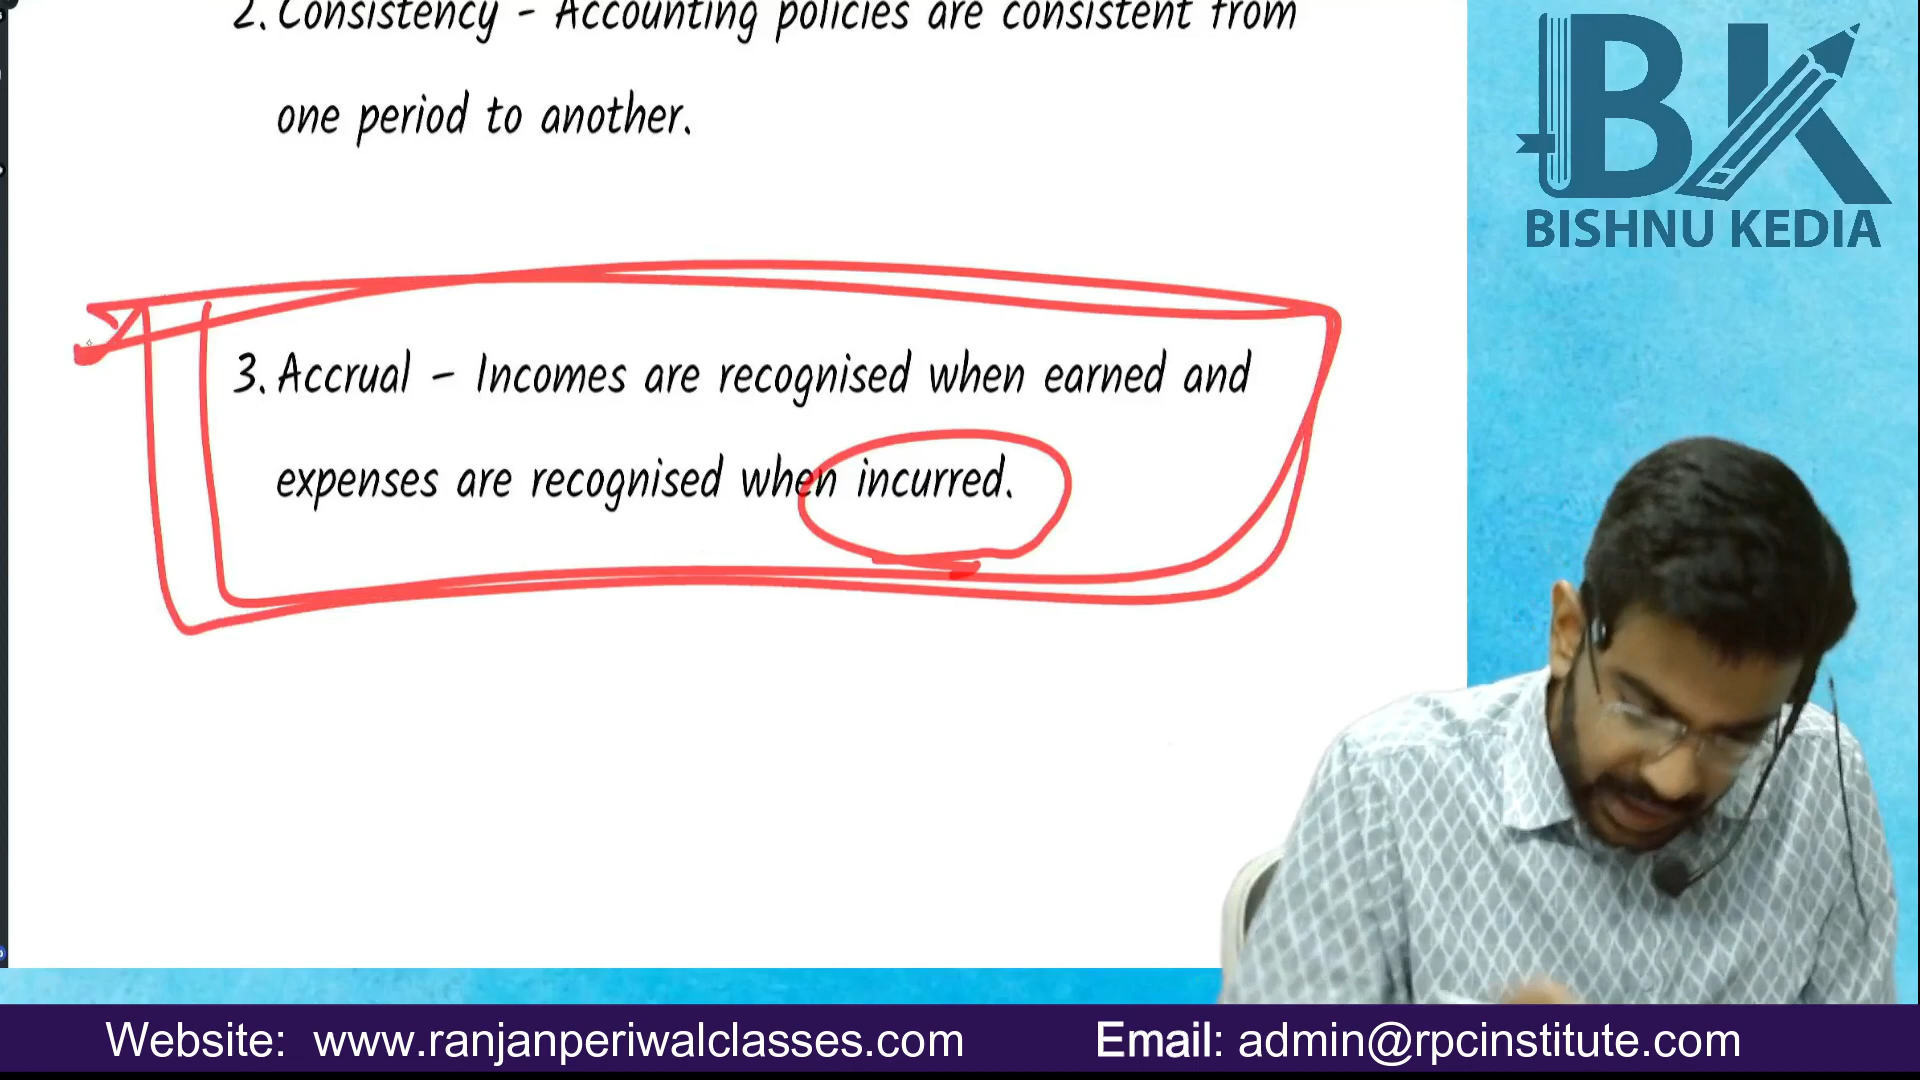 2. Consistency - Accounting policies are consistent from
one period to another.
3. Accrual – Incomes are recognised when earned and
expenses are recognised when incurred.
BK
BISHNU KEDIA
Website: www.ranjanperiwalclasses.com
Email: admin@rpcinstitute.com